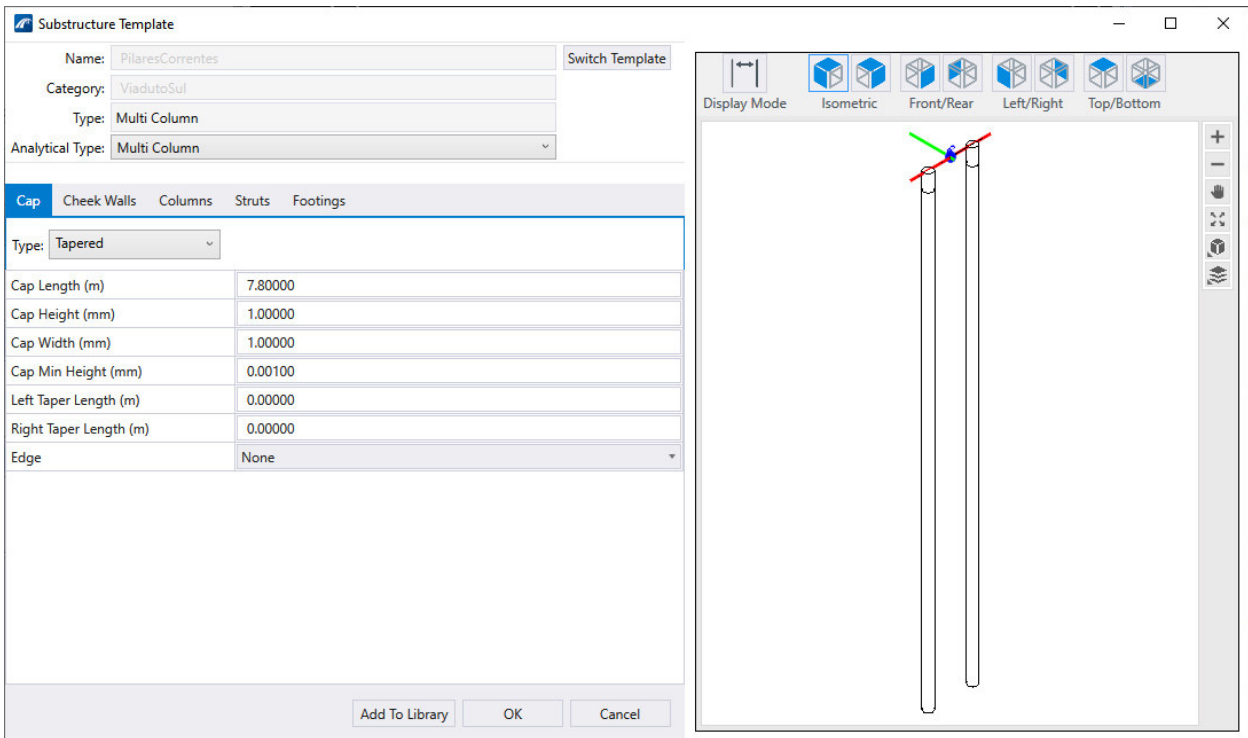 Substructure Template
Name: PilaresCorrentes Switch Template
Category: ViadutoSul
Type: Multi Column
Analytical Type: Multi Column
Cap Cheek Walls Columns Struts Footings
Type: Tapered
Cap Length (m) 7.80000
Cap Height (mm) 1.00000
Cap Width (mm) 1.00000
Cap Min Height (mm) 0.00100
Left Taper Length (m) 0.00000
Right Taper Length (m) 0.00000
Edge None
Add To Library OK Cancel
Display Mode Isometric Front/Rear Left/Right Top/Bottom